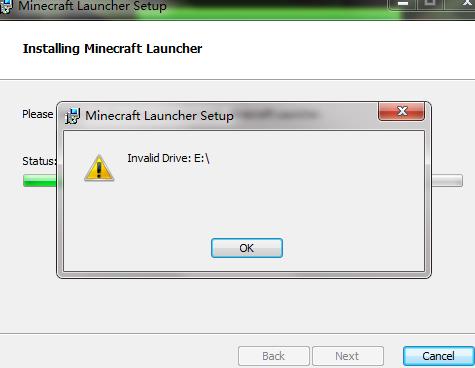 Minecraft Launcher Setup
Installing Minecraft Launcher
Please
Minecraft Launcher Setup
Status:
Invalid Drive: E:\
OK
Back
Next
Cancel